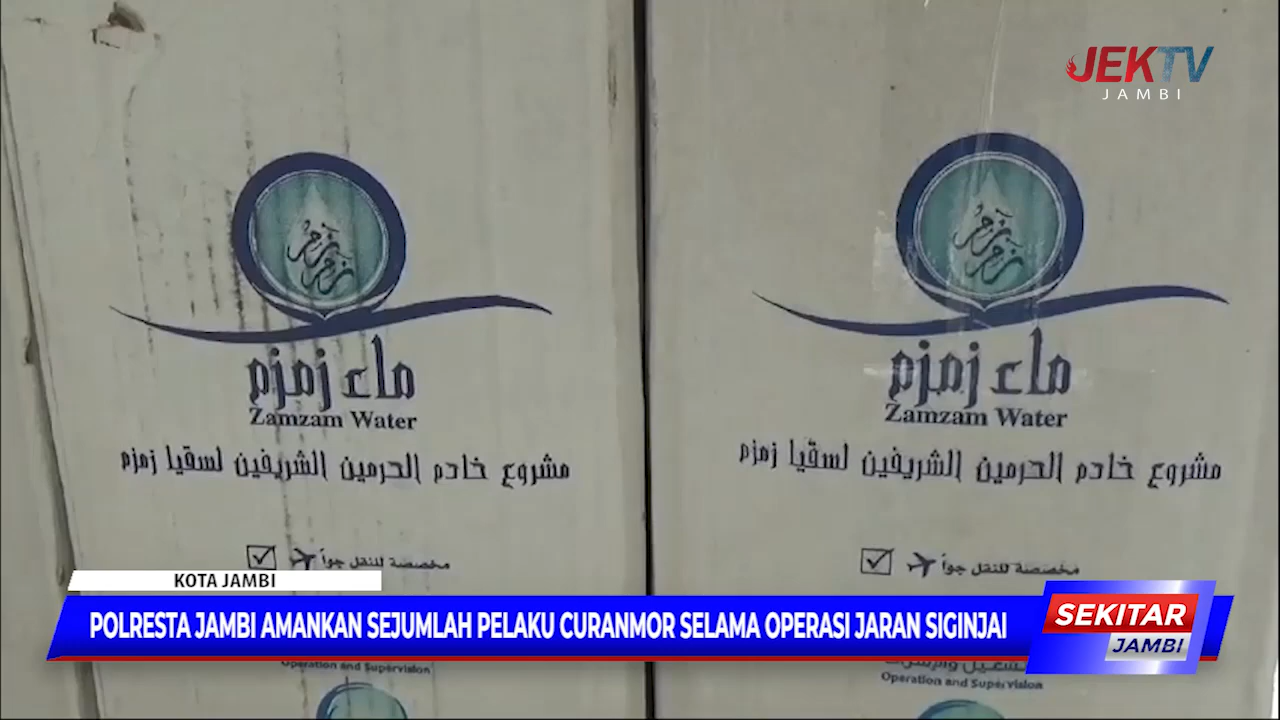 JEKTV
JAMBI
زمزم
ماء زمزم
Zamzam Water
مشروع خادم الحرمين الشريفين لسقيا زمزم
مخصصة للنقل جواً
زمزم
ماء زمزم
Zamzam Water
مشروع خادم الحرمين الشريفين لسقيا زمزم
مخصصة للنقل جواً
KOTA JAMBI
POLRESTA JAMBI AMANKAN SEJUMLAH PELAKU CURANMOR SELAMA OPERASI JARAN SIGINJAI
SEKITAR
JAMBI
Operation and Supervision
Operation and Supervision